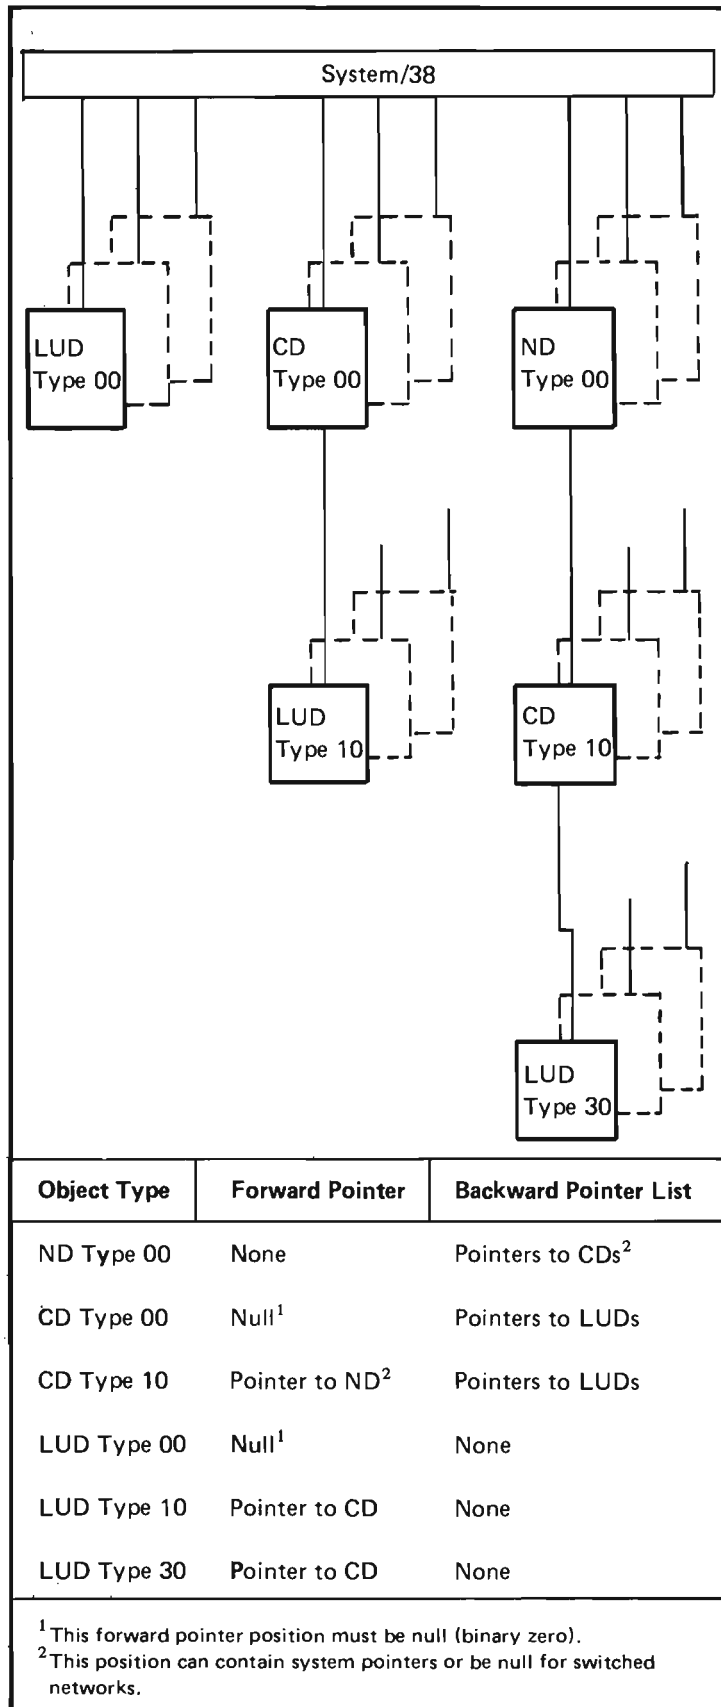 System/38
LUD
Type 00
CD
Type 00
ND
Type 00
LUD
Type 10
CD
Type 10
LUD
Type 30
Object Type Forward Pointer Backward Pointer List
ND Type 00 None Pointers to CDs²
CD Type 00 Null¹ Pointers to LUDs
CD Type 10 Pointer to ND² Pointers to LUDs
LUD Type 00 Null¹ None
LUD Type 10 Pointer to CD None
LUD Type 30 Pointer to CD None
¹This forward pointer position must be null (binary zero).
²This position can contain system pointers or be null for switched
networks.